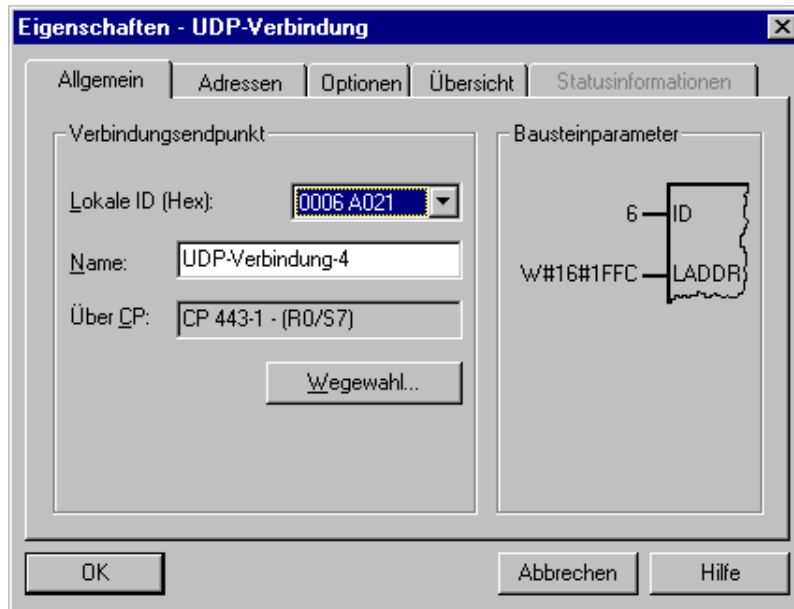 Eigenschaften - UDP-Verbindung
Allgemein Adressen Optionen Übersicht Statusinformationen
Verbindungsendpunkt
Lokale ID (Hex): 0006 A021
Name: UDP-Verbindung-4
Über CP: CP 443-1 - (R0/S7)
Wegewahl...
Bausteinparameter
6 ID
W#16#1FFC LADDR
OK Abbrechen Hilfe